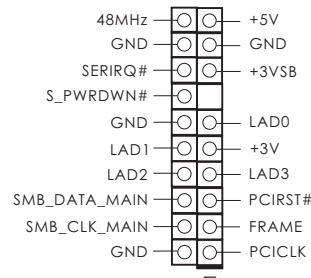 48MHz +5V
GND GND
SERIRQ# +3VSB
S_PWRDWN#
GND LAD0
LAD1 +3V
LAD2 LAD3
SMB_DATA_MAIN PCIRST#
SMB_CLK_MAIN FRAME
GND PCICLK